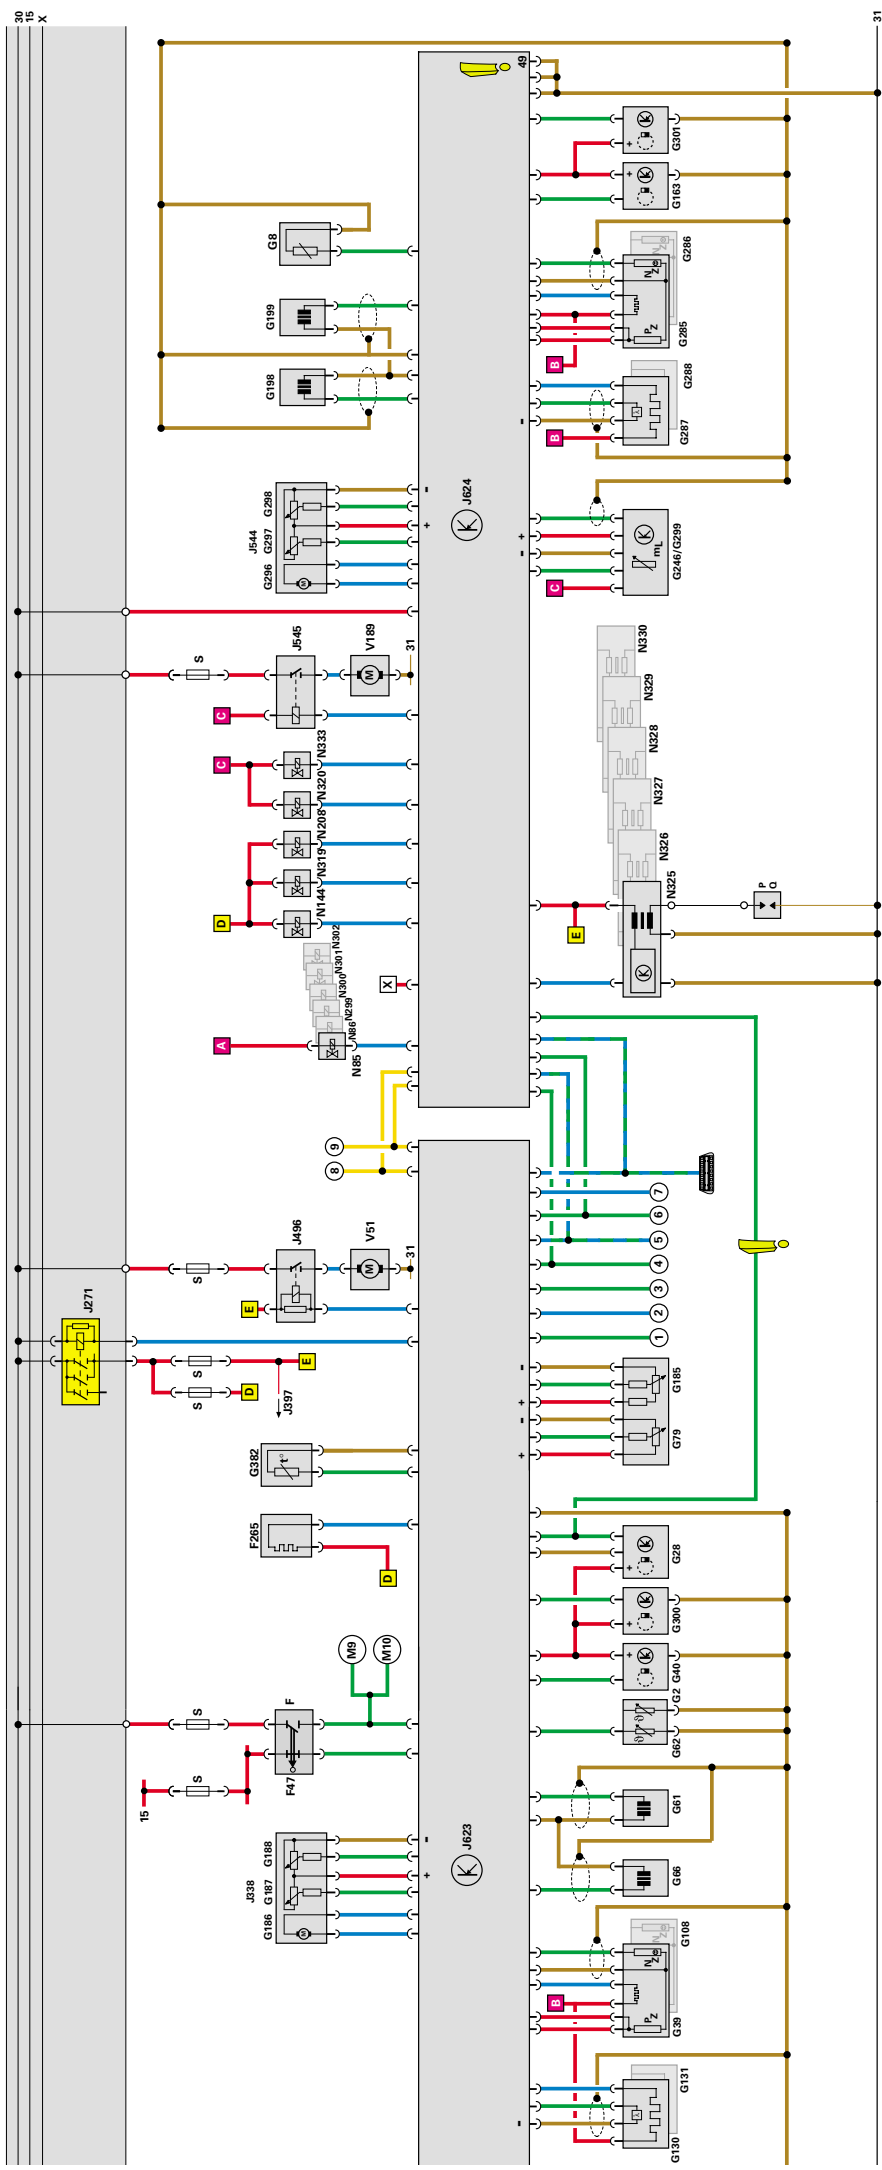 30
15
X
31
49
G301
G163
G286
G285
G288
G287
G246/G299
G8
G199
G198
G298
G297
J544
G296
J624
J545
V189
31
S
C
C
N333
N320
N208
N319
N144
D
N302
N301
N300
N299
N86
N85
A
X
B
B
C
N330
N329
N328
N327
N326
N325
E
P
Q
9
8
J496
V51
31
S
E
J271
S
S
D
E
J397
7
6
5
4
3
2
1
G185
G79
G382
t°
F265
D
M9
M10
F
F47
S
S
15
G28
G300
G40
G2
G62
G61
G66
G188
G187
J338
G186
J623
G108
G39
B
G131
G130